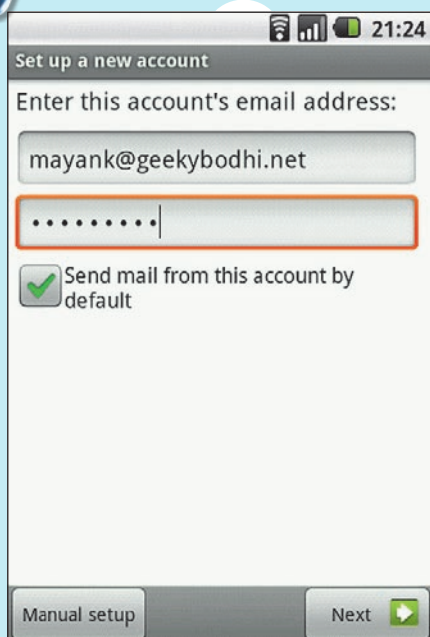 21:24
Set up a new account
Enter this account's email address:
mayank@geekybodhi.net
•••••••••
Send mail from this account by
default
Manual setup
Next